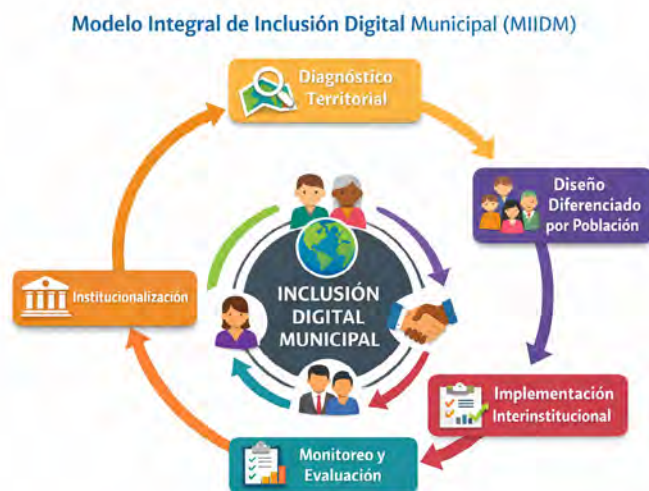 Modelo Integral de Inclusión Digital Municipal (MIIDM)
Diagnóstico
Territorial
Diseño
Diferenciado
por Población
Institucionalización
INCLUSIÓN
DIGITAL
MUNICIPAL
Implementación
Interinstitucional
Monitoreo y
Evaluación